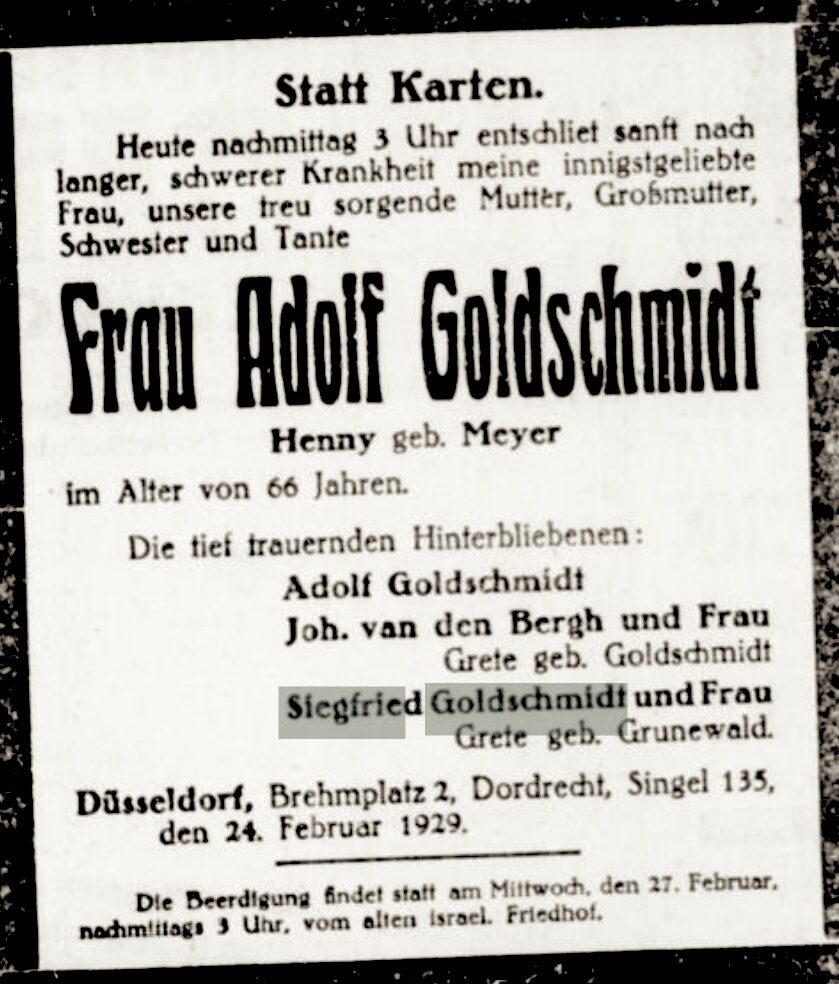 Statt Karten.
Heute nachmittag 3 Uhr entschlief sanft nach
langer, schwerer Krankheit meine innigstgeliebte
Frau, unsere treu sorgende Mutter, Großmutter,
Schwester und Tante
Frau Adolf Goldschmidt
Henny geb. Meyer
im Alter von 66 Jahren.
Die tief trauernden Hinterbliebenen:
Adolf Goldschmidt
Joh. van den Bergh und Frau
Grete geb. Goldschmidt
Siegfried Goldschmidt und Frau
Grete geb. Grunewald.
Düsseldorf, Brehmplatz 2, Dordrecht, Singel 135,
den 24. Februar 1929.
Die Beerdigung findet statt am Mittwoch, den 27. Februar,
nachmittags 3 Uhr, vom alten israel. Friedhof.